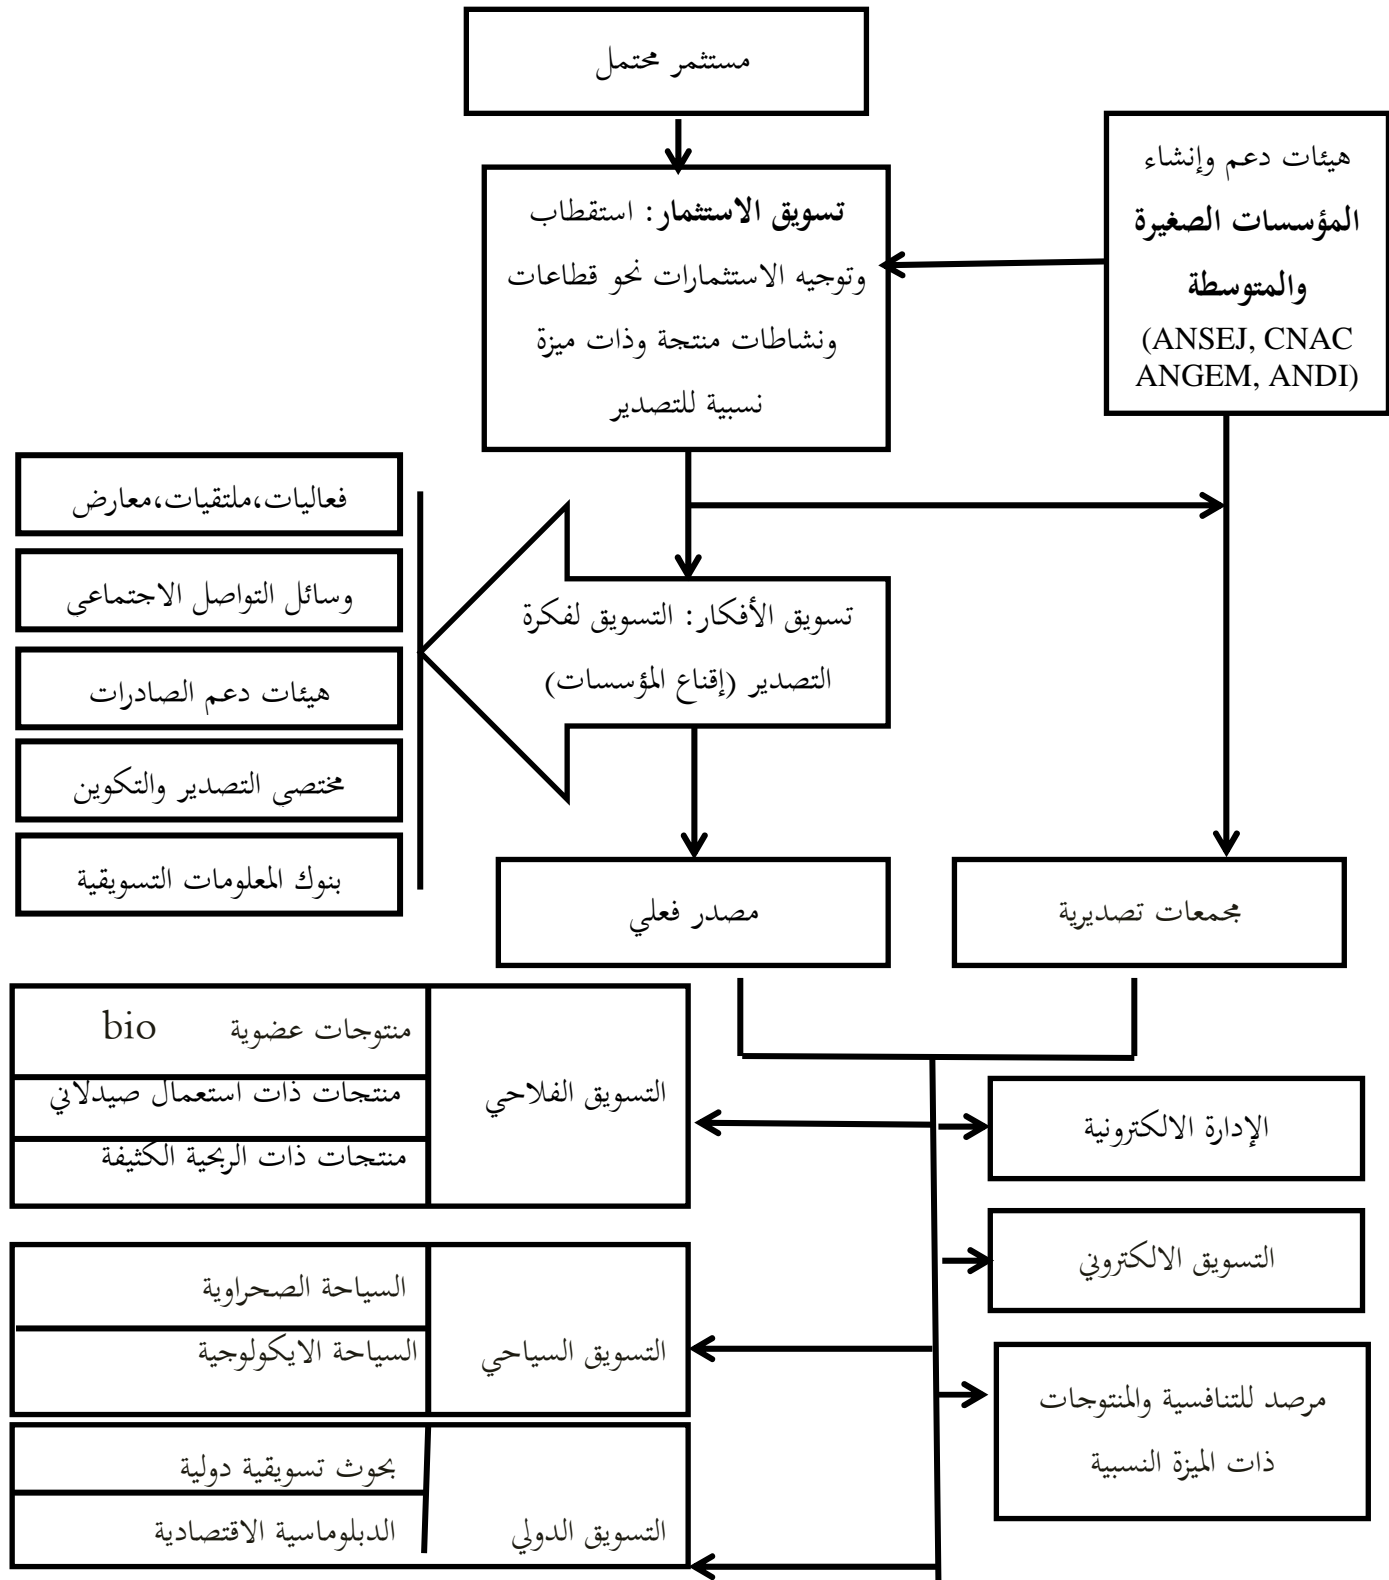 مستثمر محتمل
هيئات دعم وإنشاء
المؤسسات الصغيرة
والمتوسطة
(ANSEJ, CNAC
ANGEM, ANDI)
تسويق الاستثمار: استقطاب
وتوجيه الاستثمارات نحو قطاعات
ونشاطات منتجة وذات ميزة
نسبية للتصدير
تسويق الأفكار: التسويق لفكرة
التصدير (إقناع المؤسسات)
فعاليات،ملتقيات،معارض
وسائل التواصل الاجتماعي
هيئات دعم الصادرات
مختصي التصدير والتكوين
بنوك المعلومات التسويقية
مجمعات تصديرية
مصدر فعلي
الإدارة الالكترونية
التسويق الالكتروني
مرصد للتنافسية والمنتوجات
ذات الميزة النسبية
التسويق الفلاحي
منتوجات عضوية bio
منتجات ذات استعمال صيدلاني
منتجات ذات الربحية الكثيفة
التسويق السياحي
السياحة الصحراوية
السياحة الايكولوجية
التسويق الدولي
بحوث تسويقية دولية
الدبلوماسية الاقتصادية